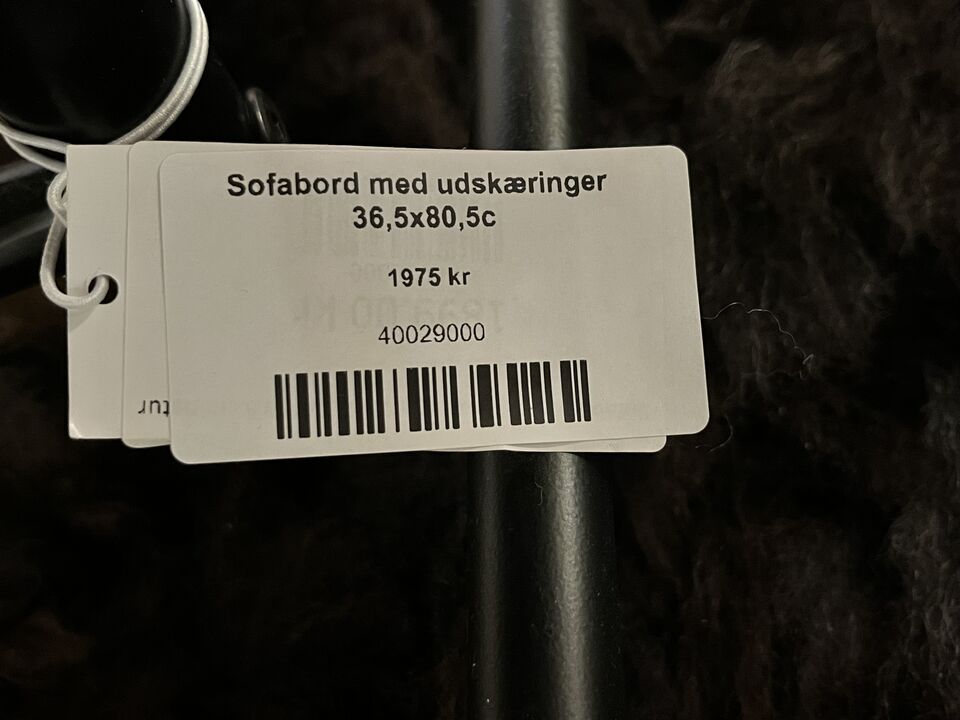 Sofabord med udskæringer
36,5x80,5c
1975 kr
40029000